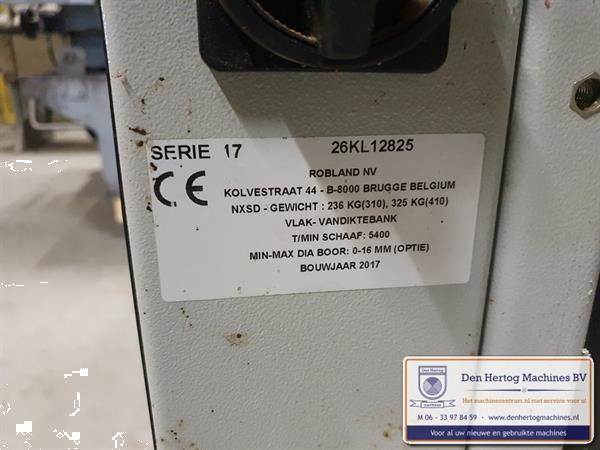 SERIE 17 26KL12825
CE
ROBLAND NV
KOLVESTRAAT 44 - B-8000 BRUGGE BELGIUM
NXSD - GEWICHT : 236 KG(310), 325 KG(410)
VLAK- VANDIKTEBANK
T/MIN SCHAAF: 5400
MIN-MAX DIA BOOR: 0-16 MM (OPTIE)
BOUWJAAR 2017
Den Hertog Machines BV
Het machinecentrum.nl met service voor u!
M 06 - 33 97 84 59 - www.denhertogmachines.nl
Voor al uw nieuwe en gebruikte machines